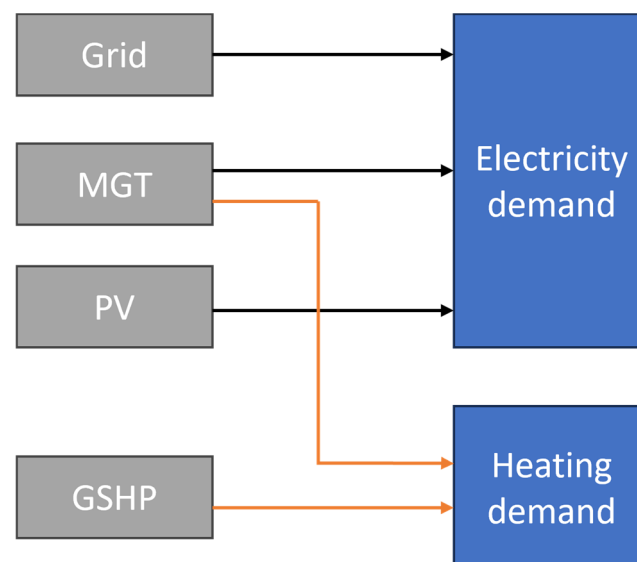 Grid
MGT
PV
GSHP
Electricity
demand
Heating
demand